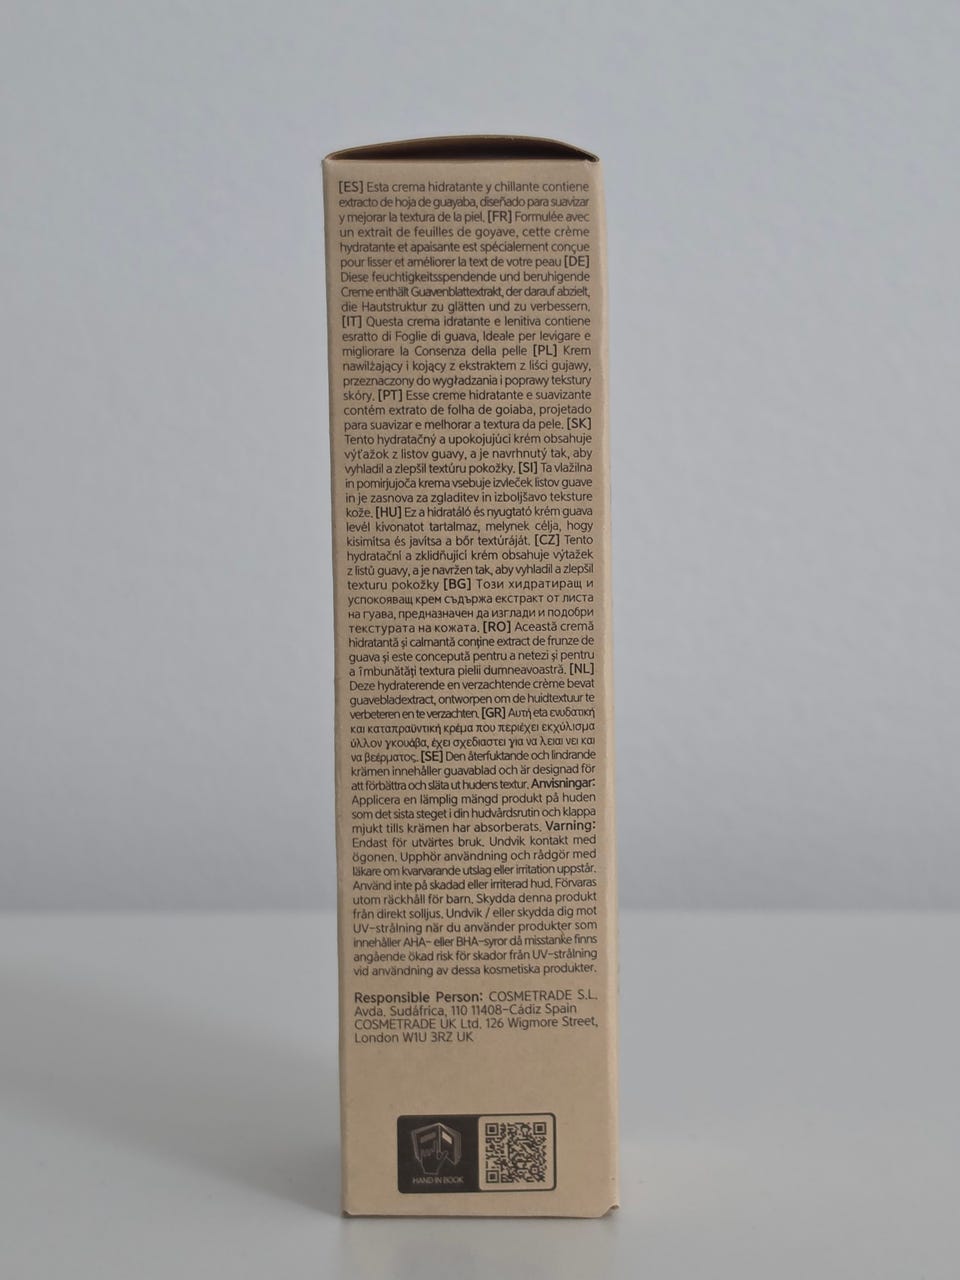 [ES] Esta crema hidratante y chillante contiene
extracto de hoja de guayaba, diseñado para suavizar
y mejorar la textura de la piel. [FR] Formulée avec
un extrait de feuilles de goyave, cette crème
hydratante et apaisante est spécialement conçue
pour lisser et améliorer la text de votre peau [DE]
Diese feuchtigkeitsspendende und beruhigende
Creme enthält Guavenblattextrakt, der darauf abzielt,
die Hautstruktur zu glätten und zu verbessern.
[IT] Questa crema idratante e lenitiva contiene
esratto di Foglie di guava, Ideale per levigare e
migliorare la Consenza della pelle [PL] Krem
nawilżający i kojący z ekstraktem z liści gujawy,
przeznaczony do wygładzania i poprawy tekstury
skóry. [PT] Esse creme hidratante e suavizante
contém extrato de folha de goiaba, projetado
para suavizar e melhorar a textura da pele. [SK]
Tento hydratačný a upokojujúci krém obsahuje
výťažok z listov guavy, a je navrhnutý tak, aby
vyhladil a zlepšil textúru pokožky. [SI] Ta vlažilna
in pomirjujoča krema vsebuje izvleček listov guave
in je zasnova za zgladitev in izboljšavo teksture
kože. [HU] Ez a hidratáló és nyugtató krém guava
levél kivonatot tartalmaz, melynek célja, hogy
kisimítsa és javítsa a bőr textúráját. [CZ] Tento
hydratační a zklidňující krém obsahuje výtažek
z listů guavy, a je navržen tak, aby vyhladil a zlepšil
texturu pokožky [BG] Този хидратиращ и
успокояващ крем съдържа екстракт от листа
на гуава, предназначен да изглади и подобри
текстурата на кожата. [RO] Această cremă
hidratantă și calmantă conține extract de frunze de
guava și este concepută pentru a netezi și pentru
a îmbunătăți textura pielii dumneavoastră. [NL]
Deze hydraterende en verzachtende crème bevat
guavebladextract, ontworpen om de huidtextuur te
verbeteren en te verzachten. [GR] Αυτή eta ενυδατική
και καταπραϋντική κρέμα που περιέχει εκχύλισμα
ύλλον γκουάβα, έχει σχεδιαστεί για να λειαι νει και
να βεέρματος. [SE] Den återfuktande och lindrande
krämen innehåller guavablad och är designad för
att förbättra och släta ut hudens textur. Anvisningar:
Applicera en lämplig mängd produkt på huden
som det sista steget i din hudvårdsrutin och klappa
mjukt tills krämen har absorberats. Varning:
Endast för utvärtes bruk. Undvik kontakt med
ögonen. Upphör användning och rådgör med
läkare om kvarvarande utslag eller irritation uppstår.
Använd inte på skadad eller irriterad hud. Förvaras
utom räckhåll för barn. Skydda denna produkt
från direkt solljus. Undvik / eller skydda dig mot
UV-strålning när du använder produkter som
innehåller AHA- eller BHA-syror då misstanke finns
angående ökad risk för skador från UV-strålning
vid användning av dessa kosmetiska produkter.
Responsible Person: COSMETRADE S.L.
Avda. Sudáfrica, 110 11408-Cádiz Spain
COSMETRADE UK Ltd. 126 Wigmore Street,
London W1U 3RZ UK
HAND IN BOOK